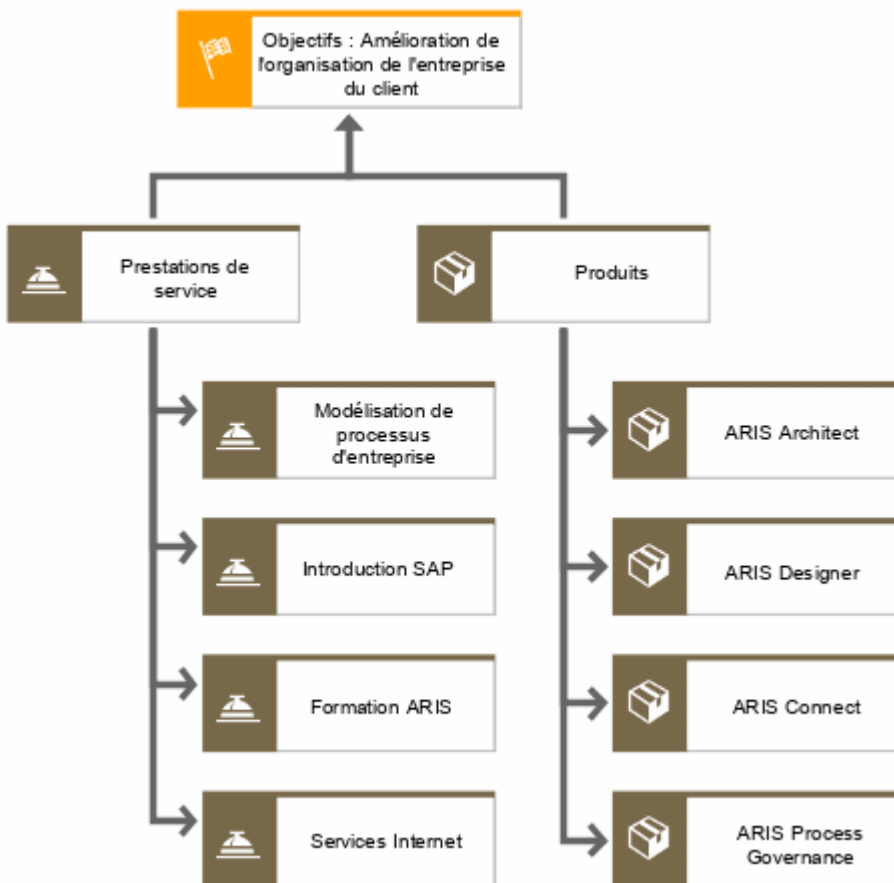 Objectifs : Amélioration de
l'organisation de l'entreprise
du client
Prestations de
service
Produits
Modélisation de
processus
d'entreprise
ARIS Architect
Introduction SAP
ARIS Designer
Formation ARIS
ARIS Connect
Services Internet
ARIS Process
Governance